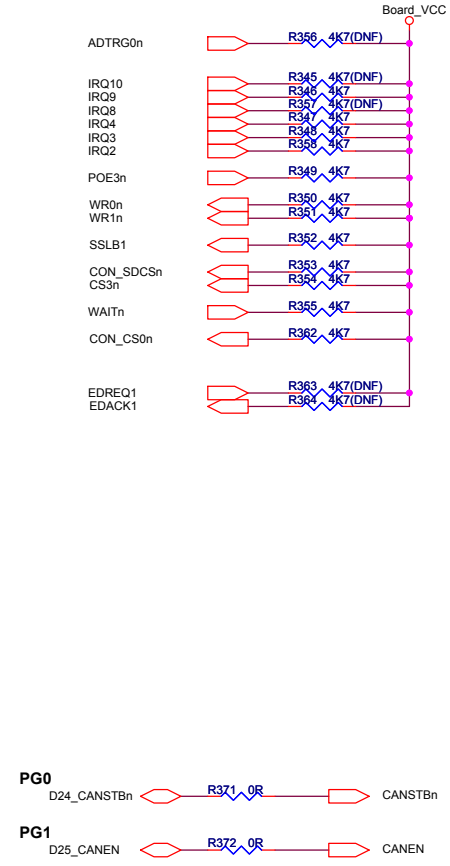 Board_VCC
ADTRG0n R356 4K7(DNF)
IRQ10 R345 4K7(DNF)
IRQ9 R346 4K7
IRQ8 R357 4K7(DNF)
IRQ4 R347 4K7
IRQ3 R348 4K7
IRQ2 R358 4K7
POE3n R349 4K7
WR0n R350 4K7
WR1n R351 4K7
SSLB1 R352 4K7
CON_SDCSn R353 4K7
CS3n R354 4K7
WAITn R355 4K7
CON_CS0n R362 4K7
EDREQ1 R363 4K7(DNF)
EDACK1 R364 4K7(DNF)
PG0
D24_CANSTBn R371 0R CANSTBn
PG1
D25_CANEN R372 0R CANEN